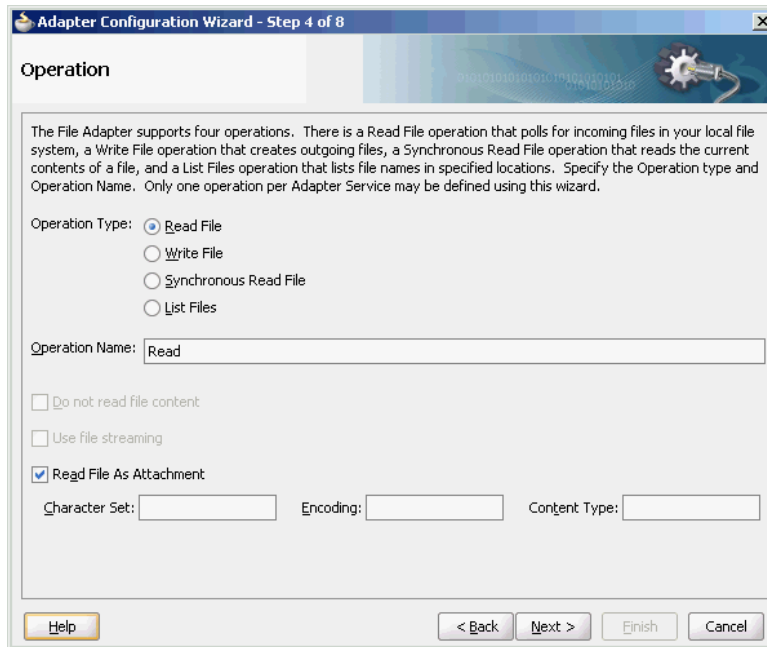 Adapter Configuration Wizard - Step 4 of 8
Operation
The File Adapter supports four operations. There is a Read File operation that polls for incoming files in your local file
system, a Write File operation that creates outgoing files, a Synchronous Read File operation that reads the current
contents of a file, and a List Files operation that lists file names in specified locations. Specify the Operation type and
Operation Name. Only one operation per Adapter Service may be defined using this wizard.
Operation Type: Read File
Write File
Synchronous Read File
List Files
Operation Name: Read
Do not read file content
Use file streaming
Read File As Attachment
Character Set: Encoding: Content Type:
Help < Back Next > Finish Cancel